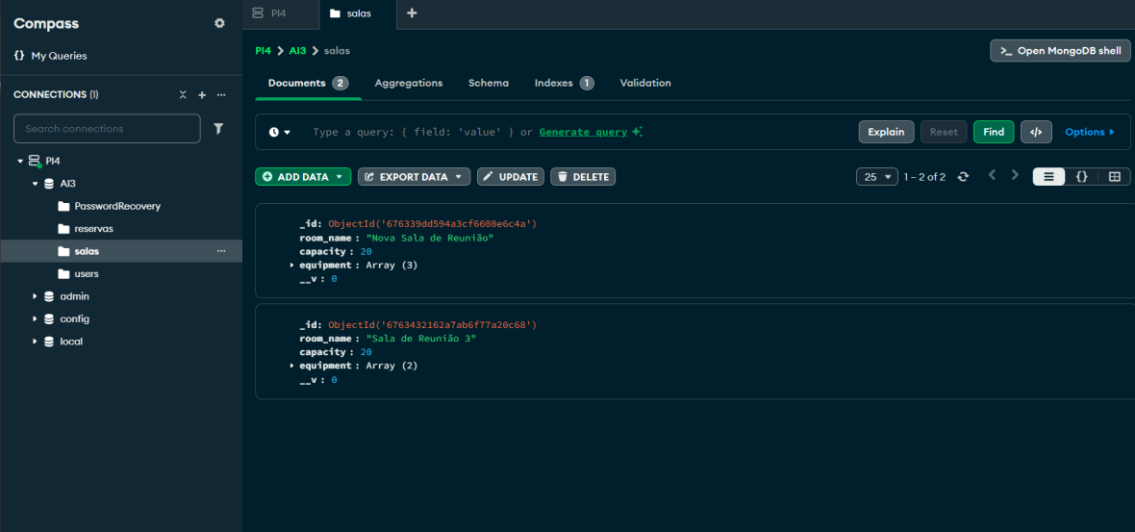 Compass
{} My Queries
CONNECTIONS (1)
Search connections
PI4
AI3
PasswordRecovery
reservas
salas
users
admin
config
local
PI4
salas
PI4 > AI3 > salas
>_ Open MongoDB shell
Documents 2 Aggregations Schema Indexes 1 Validation
Type a query: { field: 'value' } or Generate query
Explain Reset Find </> Options
ADD DATA EXPORT DATA UPDATE DELETE
25 1 – 2 of 2 {}
_id: ObjectId('676339dd594a3cf6608e6c4a')
room_name : "Nova Sala de Reunião"
capacity : 20
equipment : Array (3)
__v : 0
_id: ObjectId('6763432162a7ab6f77a20c68')
room_name : "Sala de Reunião 3"
capacity : 20
equipment : Array (2)
__v : 0